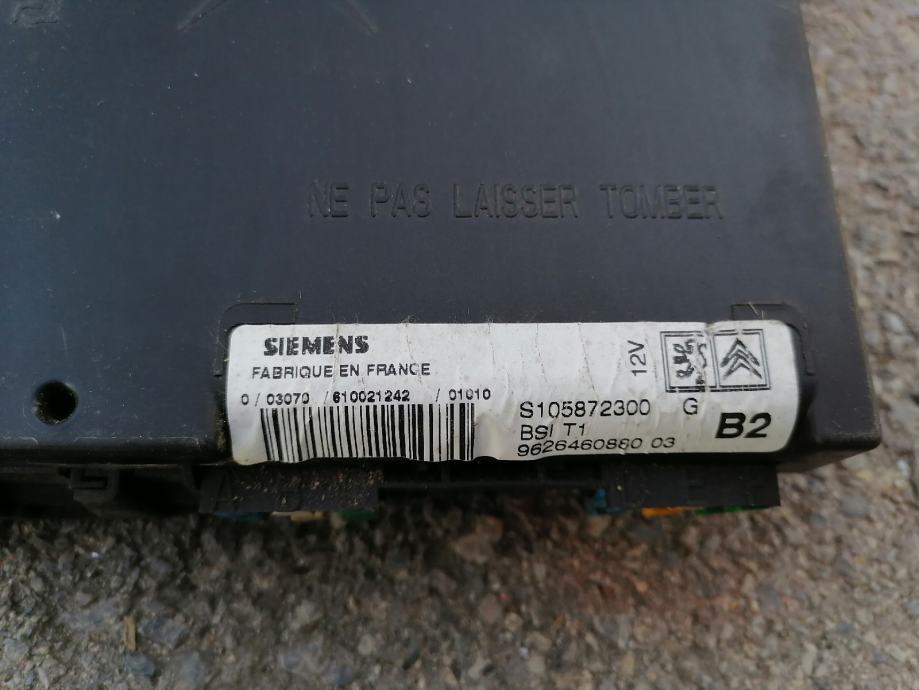 NE PAS LAISSER TOMBER
SIEMENS
FABRIQUE EN FRANCE
0/ 03070 /610021242 /01010
12V
S105872300 G
BSI T1
9626460880 03
B2